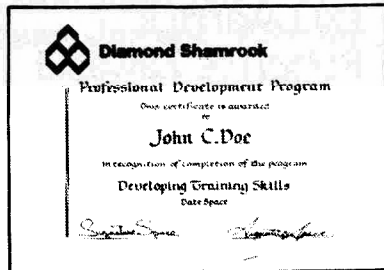 Diamond Shamrock
Professional Development Program
This certificate is awarded
to
John C. Doe
in recognition of completion of the program
Developing Training Skills
Date Space
Signature Space Signature Space